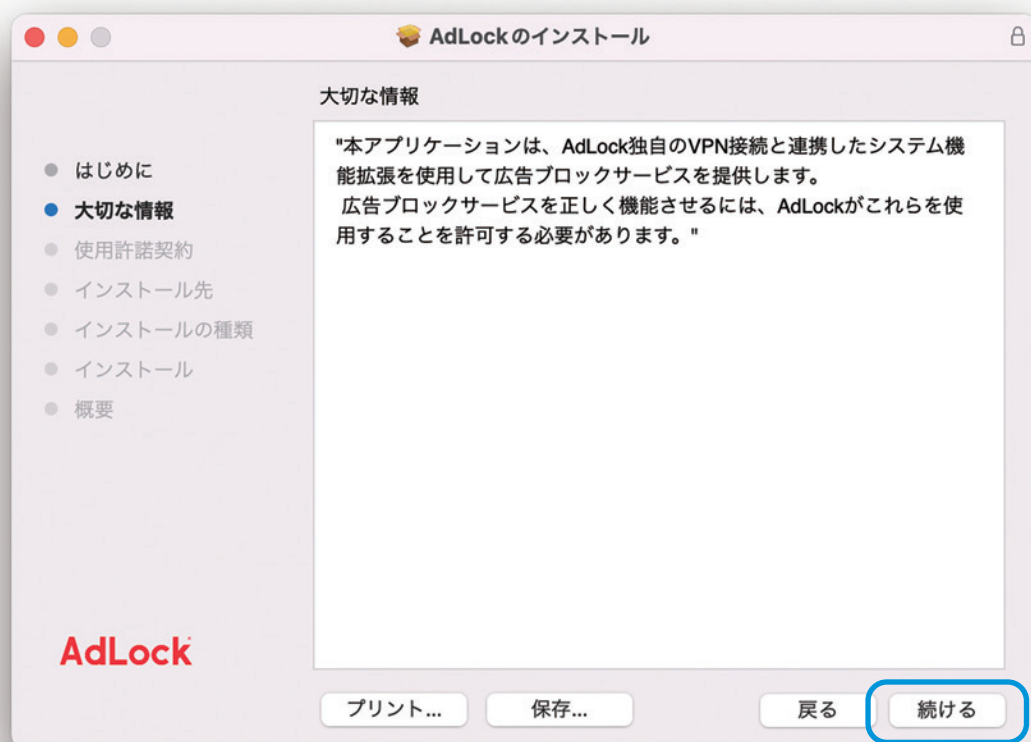 AdLockのインストール
大切な情報
"本アプリケーションは、AdLock独自のVPN接続と連携したシステム機
能拡張を使用して広告ブロックサービスを提供します。
広告ブロックサービスを正しく機能させるには、AdLockがこれらを使
用することを許可する必要があります。"
はじめに
大切な情報
使用許諾契約
インストール先
インストールの種類
インストール
概要
AdLock
プリント...
保存...
戻る
続ける